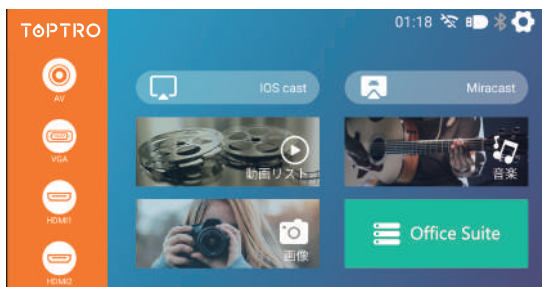 TOPTRO
01:18
AV
VGA
HDMI1
HDMI2
IOS cast
Miracast
動画リスト
音楽
画像
Office Suite